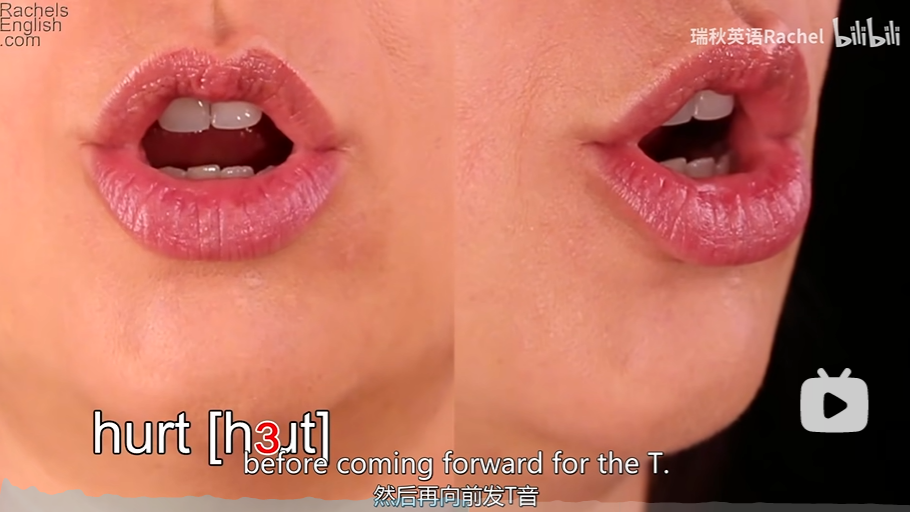 Rachels
English
.com
瑞秋英语Rachel bilibili
hurt [hɜɹt]
before coming forward for the T.
然后再向前发T音